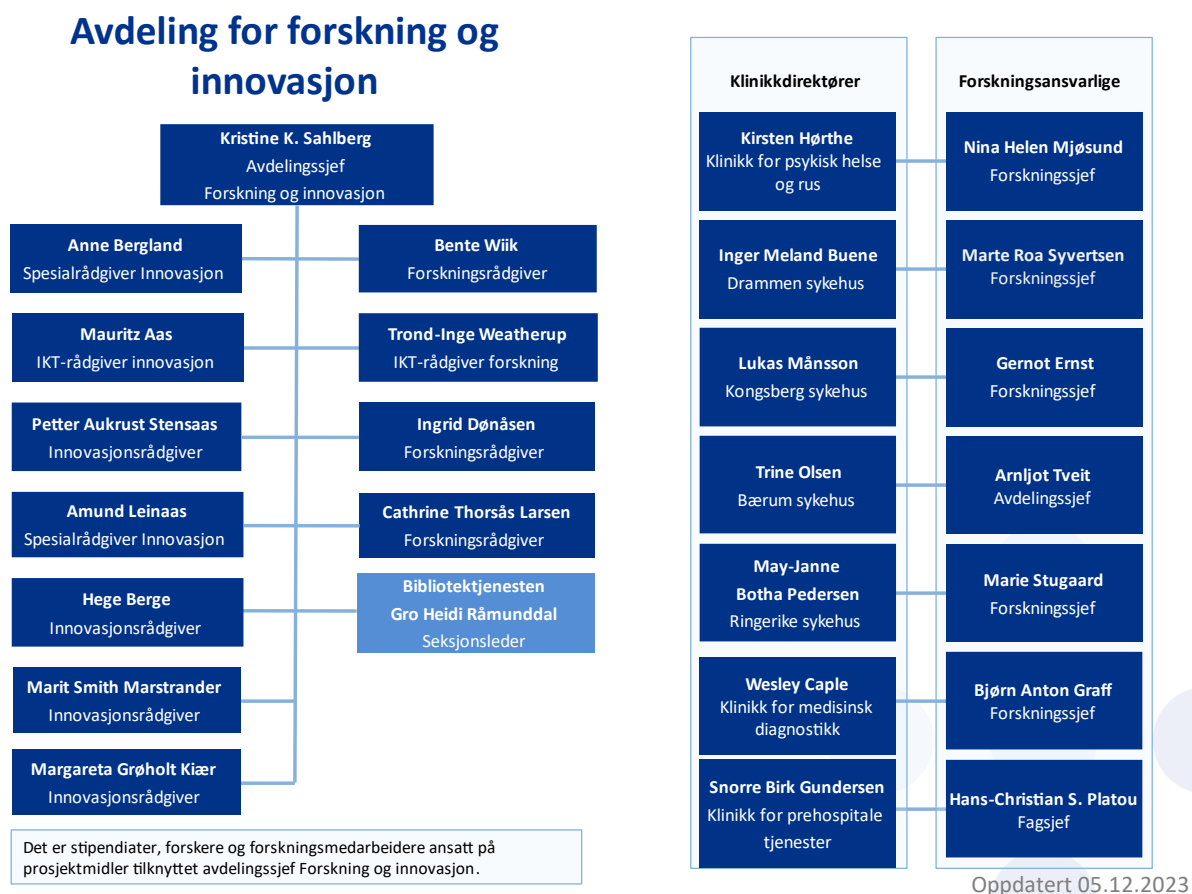 Avdeling for forskning og
innovasjon
Kristine K. Sahlberg
Avdelingssjef
Forskning og innovasjon
Anne Bergland
Spesialrådgiver Innovasjon
Bente Wiik
Forskningsrådgiver
Mauritz Aas
IKT-rådgiver innovasjon
Trond-Inge Weatherup
IKT-rådgiver forskning
Petter Aukrust Stensaas
Innovasjonsrådgiver
Ingrid Dønåsen
Forskningsrådgiver
Amund Leinaas
Spesialrådgiver Innovasjon
Cathrine Thorsås Larsen
Forskningsrådgiver
Hege Berge
Innovasjonsrådgiver
Bibliotektjenesten
Gro Heidi Råmunddal
Seksjonsleder
Marit Smith Marstrander
Innovasjonsrådgiver
Margareta Grøholt Kiær
Innovasjonsrådgiver
Det er stipendiater, forskere og forskningsmedarbeidere ansatt på
prosjektmidler tilknyttet avdelingssjef Forskning og innovasjon.
Klinikkdirektører
Forskningsansvarlige
Kirsten Hørthe
Klinikk for psykisk helse
og rus
Nina Helen Mjøsund
Forskningssjef
Inger Meland Buene
Drammen sykehus
Marte Roa Syvertsen
Forskningssjef
Lukas Månsson
Kongsberg sykehus
Gernot Ernst
Forskningssjef
Trine Olsen
Bærum sykehus
Arnljot Tveit
Avdelingssjef
May-Janne
Botha Pedersen
Ringerike sykehus
Marie Stugaard
Forskningssjef
Wesley Caple
Klinikk for medisinsk
diagnostikk
Bjørn Anton Graff
Forskningssjef
Snorre Birk Gundersen
Klinikk for prehospitale
tjenester
Hans-Christian S. Platou
Fagsjef
Oppdatert 05.12.2023